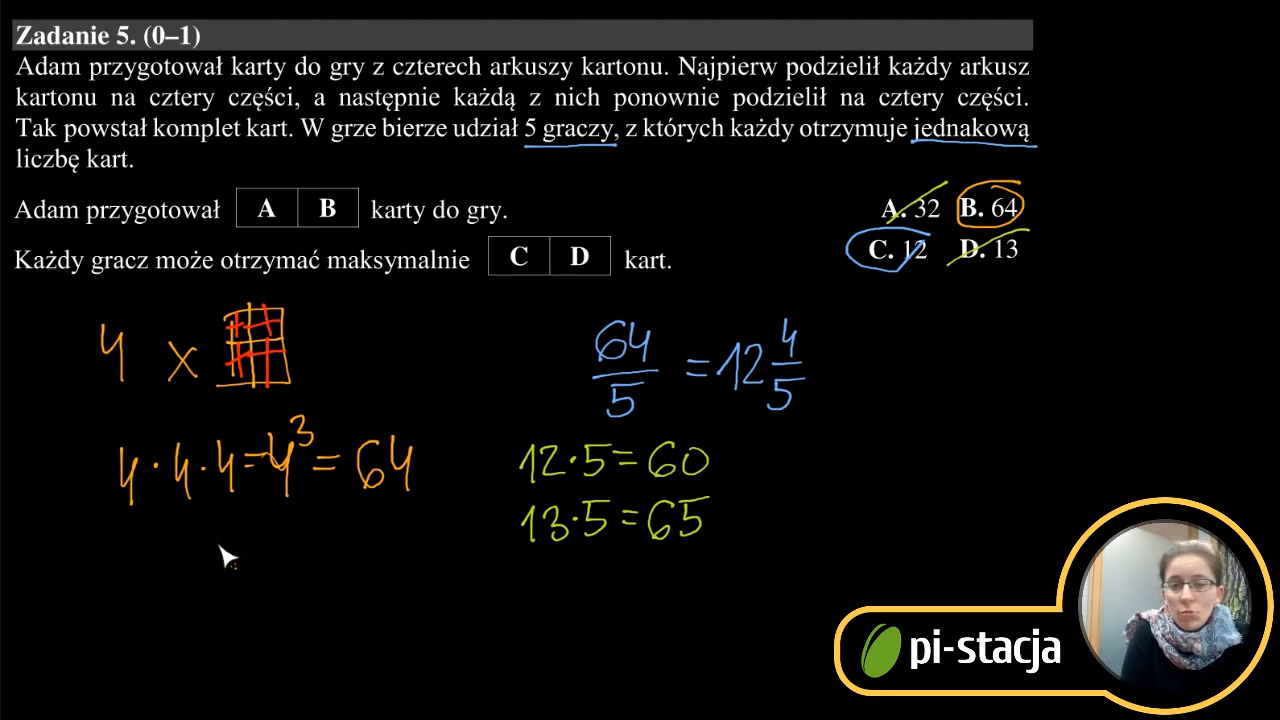 Zadanie 5. (0–1)
Adam przygotował karty do gry z czterech arkuszy kartonu. Najpierw podzielił każdy arkusz
kartonu na cztery części, a następnie każdą z nich ponownie podzielił na cztery części.
Tak powstał komplet kart. W grze bierze udział 5 graczy, z których każdy otrzymuje jednakową
liczbę kart.
Adam przygotował A B karty do gry. A. 32 B. 64
Każdy gracz może otrzymać maksymalnie C D kart. C. 12 D. 13
4 x
64/5 = 12 4/5
4·4·4=4³=64
12·5=60
13·5=65
pi-stacja